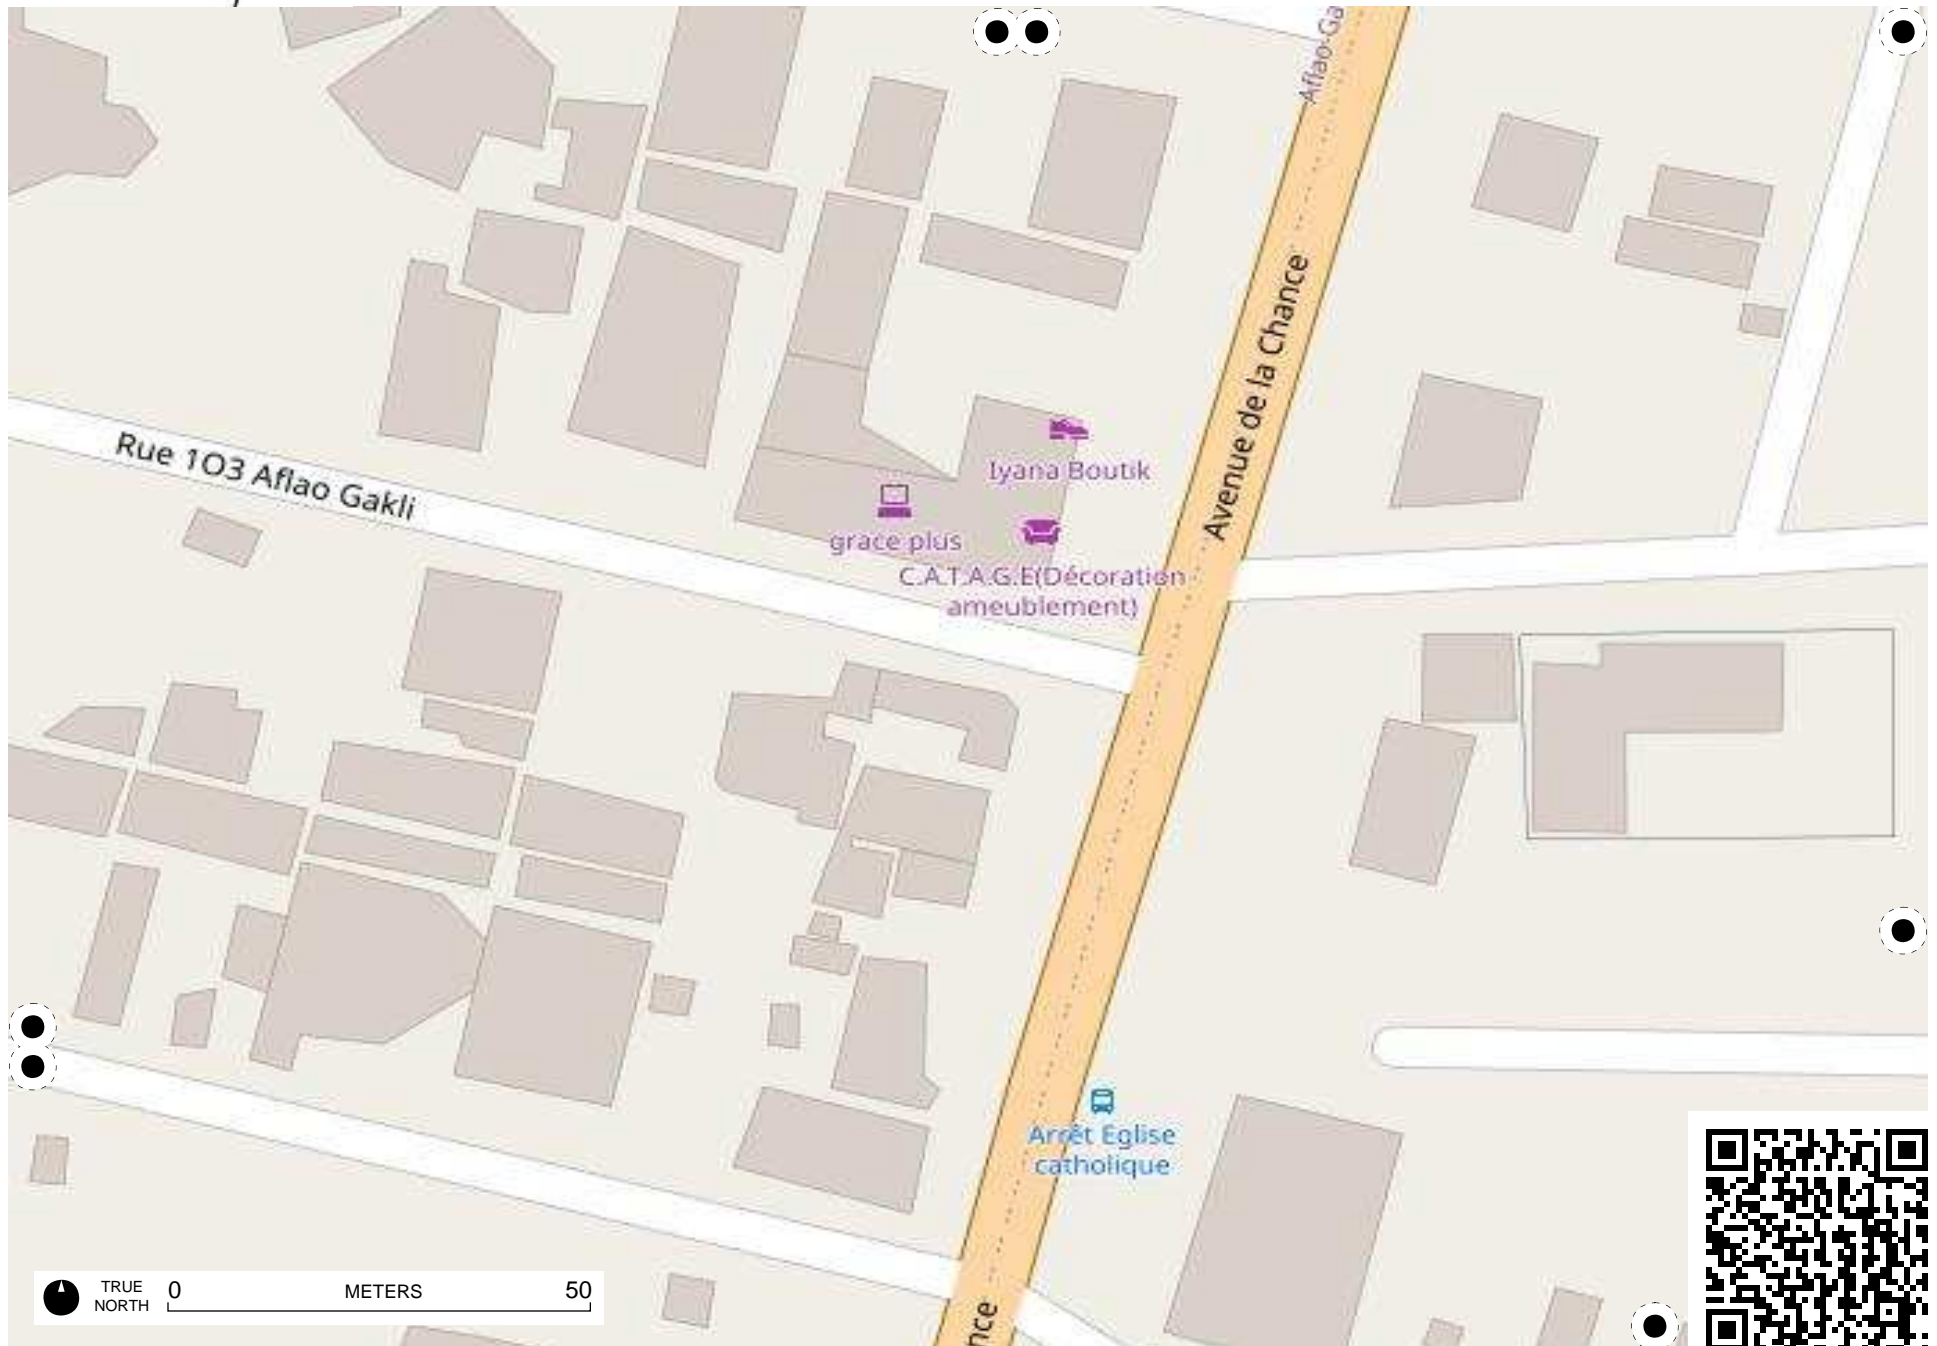 Aflao-Ga
Avenue de la Chance
Rue 1O3 Aflao Gakli
Iyana Boutik
grace plus
C.A.T.A.G.E(Décoration
ameublement)
Arrêt Eglise
catholique
TRUE
NORTH
0 METERS 50
nce